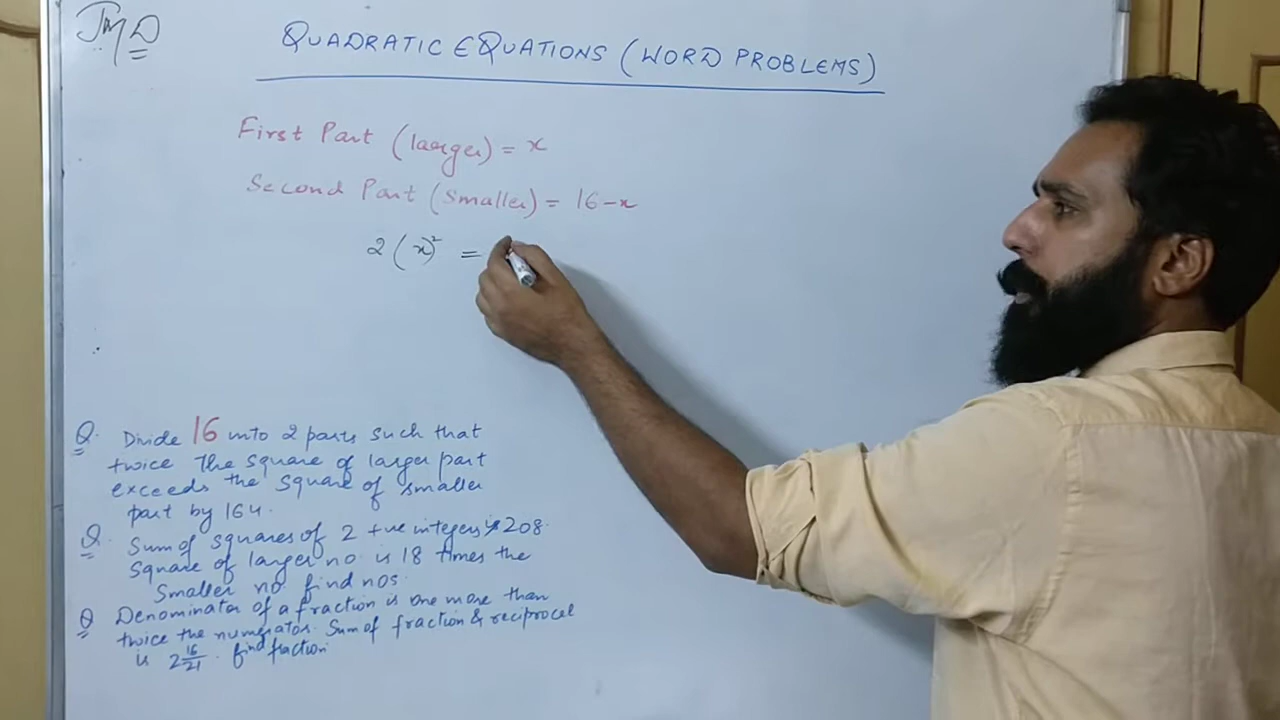 JMD
QUADRATIC EQUATIONS (WORD PROBLEMS)
First Part (larger) = x
Second Part (smaller) = 16-x
2(x)² =
Q. Divide 16 into 2 parts such that
twice the square of larger part
exceeds the square of smaller
part by 164.
Q. Sum of squares of 2 +ve integers is 208.
Square of larger no is 18 times the
smaller no. find nos.
Q Denominator of a fraction is one more than
twice the numerator. Sum of fraction & reciprocel
is 2 16/21. find fraction